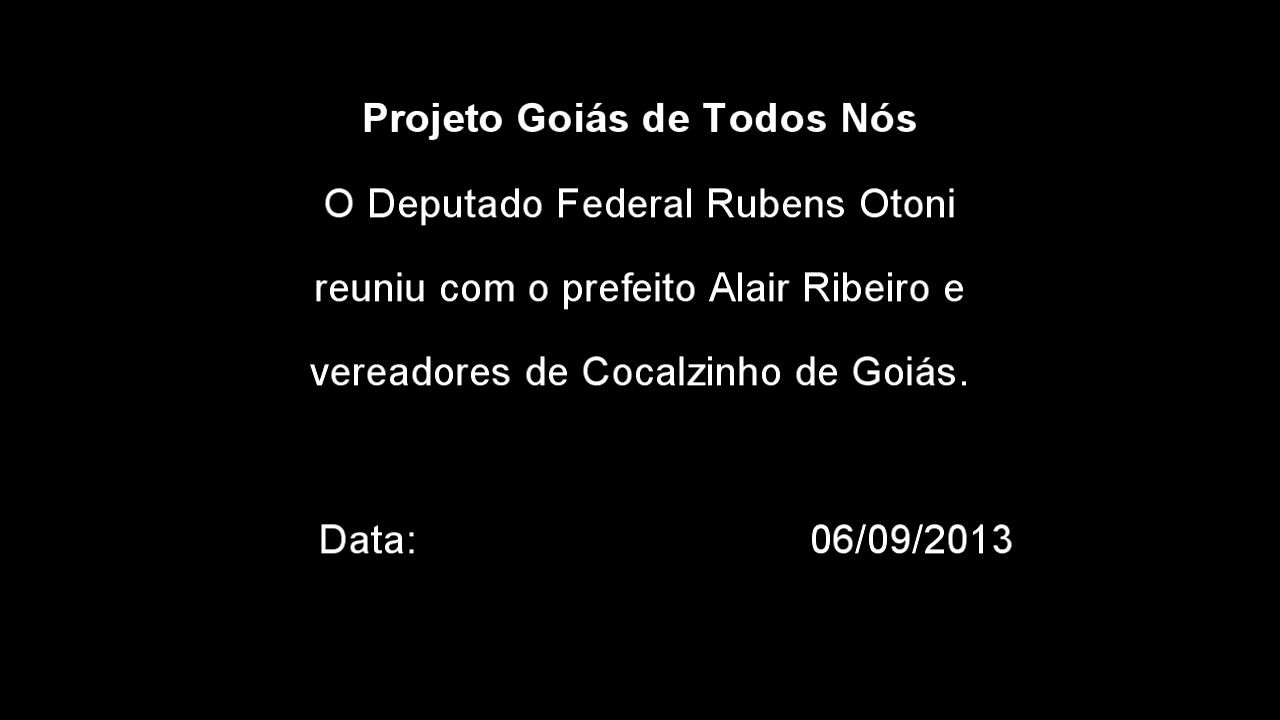 Projeto Goiás de Todos Nós
O Deputado Federal Rubens Otoni
reuniu com o prefeito Alair Ribeiro e
vereadores de Cocalzinho de Goiás.
Data: 06/09/2013